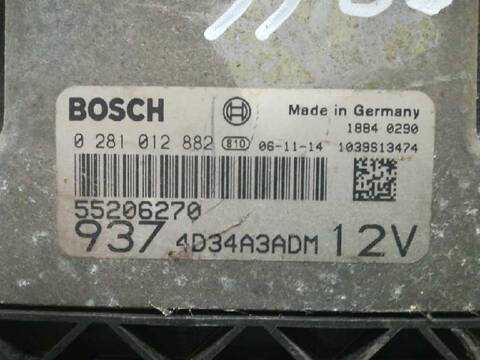 BOSCH Made in Germany
1884 0290
0 281 012 882 810 06-11-14 1039S13474
55206270
937 4D34A3ADM 12V